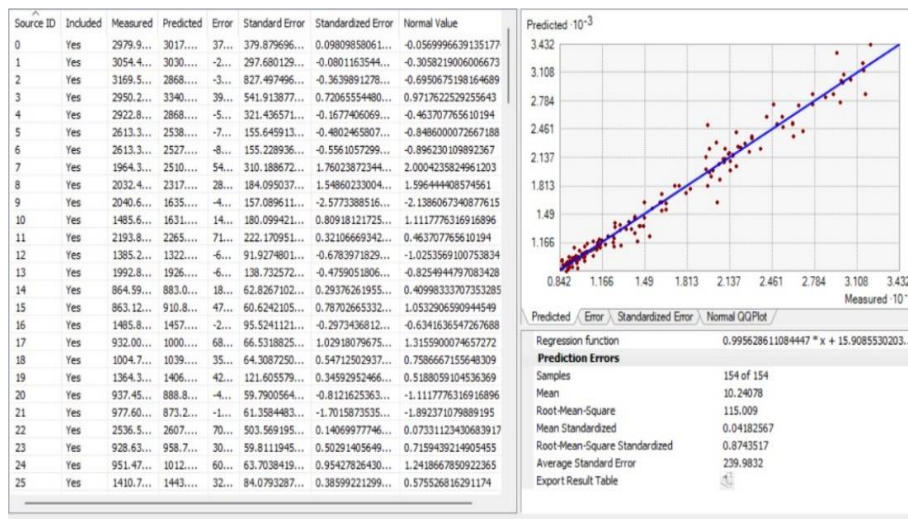 Source ID Included Measured Predicted Error Standard Error Standardized Error Normal Value
0 Yes 2979.9... 3017.... 37... 379.879696... 0.09809858061... -0.0569996639135177
1 Yes 3054.4... 3030.... -2... 297.680129... -0.0801163544... -0.3058219006006673
2 Yes 3169.5... 2868.... -3... 827.497496... -0.3639891278... -0.6950675198164689
3 Yes 2950.2... 3340.... 39... 541.913877... 0.72065554480... 0.9717622529255643
4 Yes 2922.8... 2868.... -5... 321.436571... -0.1677406069... -0.463707765610194
5 Yes 2613.3... 2538.... -7... 155.645913... -0.4802465807... -0.8486000072667188
6 Yes 2613.3... 2527.... -8... 155.228936... -0.5561057299... -0.896230109892367
7 Yes 1964.3... 2510.... 54... 310.188672... 1.76023872344... 2.0004235824961203
8 Yes 2032.4... 2317.... 28... 184.095037... 1.54860233004... 1.596444408574561
9 Yes 2040.6... 1635.... -4... 157.089611... -2.5773388516... -2.1386067340877615
10 Yes 1485.6... 1631.... 14... 180.099421... 0.80918121725... 1.1117776316916896
11 Yes 2193.8... 2265.... 71... 222.170951... 0.32106669342... 0.463707765610194
12 Yes 1385.2... 1322.... -6... 91.9274801... -0.6783971829... -1.0253569100753834
13 Yes 1992.8... 1926.... -6... 138.732572... -0.4759051806... -0.8254944797083428
14 Yes 864.59... 883.0... 18... 62.8267102... 0.29376261955... 0.40998333707353285
15 Yes 863.12... 910.8... 47... 60.6242105... 0.78702665332... 1.0532906590944549
16 Yes 1485.8... 1457.... -2... 95.5241121... -0.2973436812... -0.6341636547267688
17 Yes 932.00... 1000.... 68... 66.5318825... 1.02918079675... 1.3155900074657372
18 Yes 1004.7... 1039.... 35... 64.3087250... 0.54712502937... 0.7586667155648309
19 Yes 1364.3... 1406.... 42... 121.605579... 0.34592952466... 0.5188059104536369
20 Yes 937.45... 888.8... -4... 59.7900564... -0.8121625363... -1.1117776316916896
21 Yes 977.60... 873.2... -1... 61.3584483... -1.7015873535... -1.892371079889195
22 Yes 2536.5... 2607.... 70... 503.569195... 0.14069977746... 0.07331123430683917
23 Yes 928.63... 958.7... 30... 59.8111945... 0.50291405649... 0.7159439214905455
24 Yes 951.47... 1012.... 60... 63.7038419... 0.95427826430... 1.2418667850922365
25 Yes 1410.7... 1443.... 32... 84.0793287... 0.38599221299... 0.575526816291174
Predicted ·10⁻³
3.432
3.108
2.784
2.461
2.137
1.813
1.49
1.166
0.842 1.166 1.49 1.813 2.137 2.461 2.784 3.108 3.432
Measured ·10⁻
Predicted Error Standardized Error Normal QQPlot
Regression function 0.995628611084447 * x + 15.9085530203...
Prediction Errors
Samples 154 of 154
Mean 10.24078
Root-Mean-Square 115.009
Mean Standardized 0.04182567
Root-Mean-Square Standardized 0.8743517
Average Standard Error 239.9832
Export Result Table